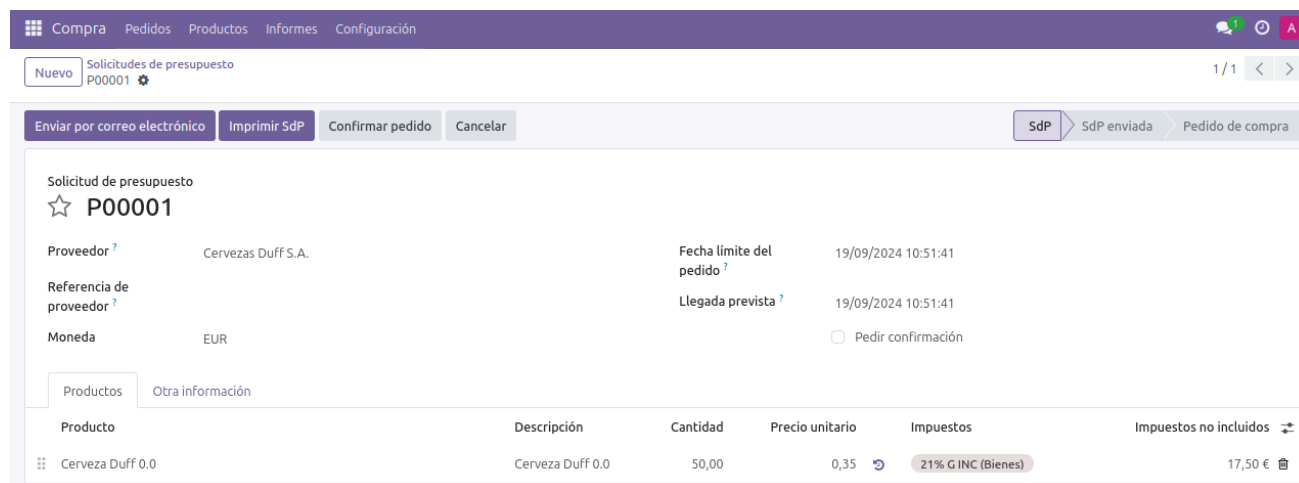 Compra Pedidos Productos Informes Configuración 1 A
Nuevo Solicitudes de presupuesto
P00001 1 / 1
Enviar por correo electrónico Imprimir SdP Confirmar pedido Cancelar SdP SdP enviada Pedido de compra
Solicitud de presupuesto
P00001
Proveedor ? Cervezas Duff S.A.
Referencia de
proveedor ?
Moneda EUR
Fecha límite del
pedido ? 19/09/2024 10:51:41
Llegada prevista ? 19/09/2024 10:51:41
Pedir confirmación
Productos Otra información
Producto Descripción Cantidad Precio unitario Impuestos Impuestos no incluidos
Cerveza Duff 0.0 Cerveza Duff 0.0 50,00 0,35 21% G INC (Bienes) 17,50 €